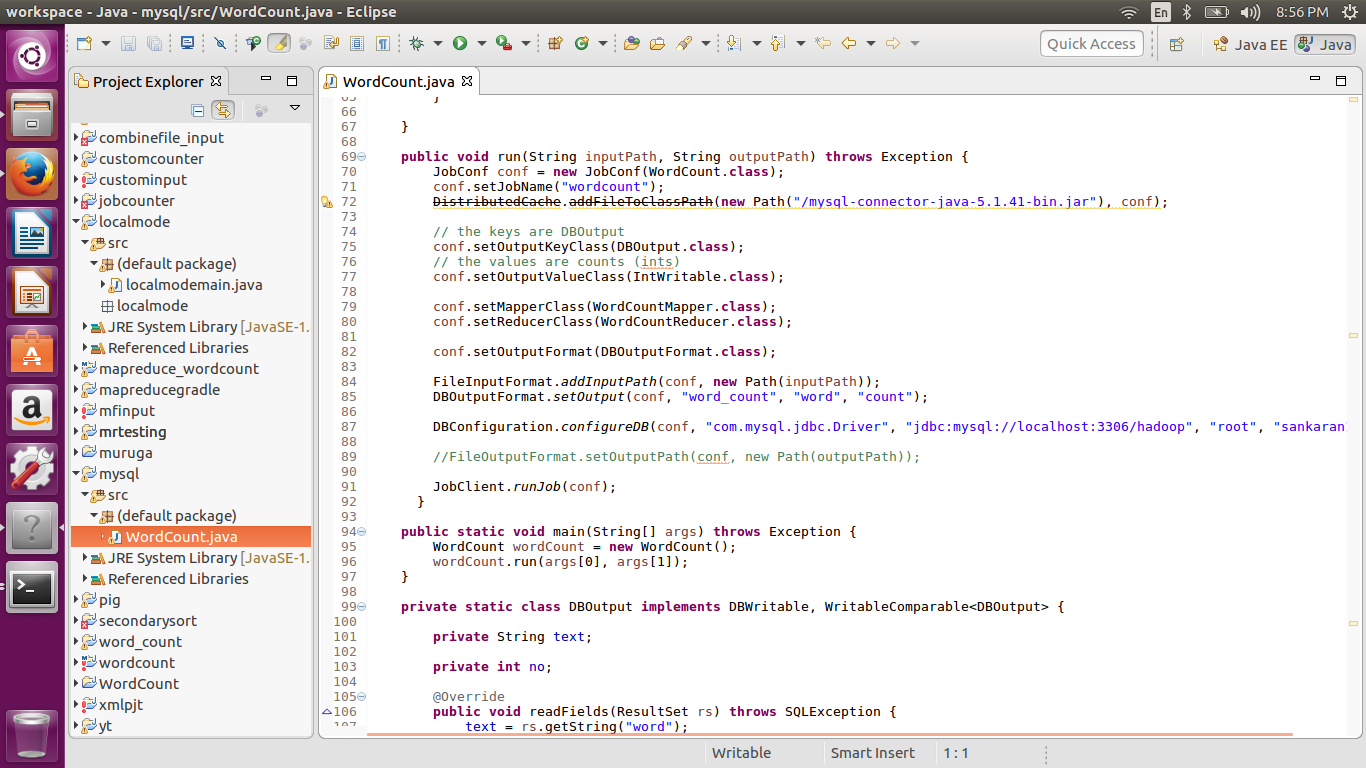 workspace - Java - mysql/src/WordCount.java - Eclipse
En
8:56 PM
Quick Access
Java EE
Java
Project Explorer
combinefile_input
customcounter
custominput
jobcounter
localmode
src
(default package)
localmodemain.java
localmode
JRE System Library [JavaSE-1.
Referenced Libraries
mapreduce_wordcount
mapreducegradle
mfinput
mrtesting
muruga
mysql
src
(default package)
WordCount.java
JRE System Library [JavaSE-1.
Referenced Libraries
pig
secondarysort
word_count
wordcount
WordCount
xmlpjt
yt
WordCount.java
65 }
66
67 }
68
69 public void run(String inputPath, String outputPath) throws Exception {
70 JobConf conf = new JobConf(WordCount.class);
71 conf.setJobName("wordcount");
72 DistributedCache.addFileToClassPath(new Path("/mysql-connector-java-5.1.41-bin.jar"), conf);
73
74 // the keys are DBOutput
75 conf.setOutputKeyClass(DBOutput.class);
76 // the values are counts (ints)
77 conf.setOutputValueClass(IntWritable.class);
78
79 conf.setMapperClass(WordCountMapper.class);
80 conf.setReducerClass(WordCountReducer.class);
81
82 conf.setOutputFormat(DBOutputFormat.class);
83
84 FileInputFormat.addInputPath(conf, new Path(inputPath));
85 DBOutputFormat.setOutput(conf, "word_count", "word", "count");
86
87 DBConfiguration.configureDB(conf, "com.mysql.jdbc.Driver", "jdbc:mysql://localhost:3306/hadoop", "root", "sankaran
88
89 //FileOutputFormat.setOutputPath(conf, new Path(outputPath));
90
91 JobClient.runJob(conf);
92 }
93
94 public static void main(String[] args) throws Exception {
95 WordCount wordCount = new WordCount();
96 wordCount.run(args[0], args[1]);
97 }
98
99 private static class DBOutput implements DBWritable, WritableComparable<DBOutput> {
100
101 private String text;
102
103 private int no;
104
105 @Override
106 public void readFields(ResultSet rs) throws SQLException {
107 text = rs.getString("word");
Writable
Smart Insert
1 : 1